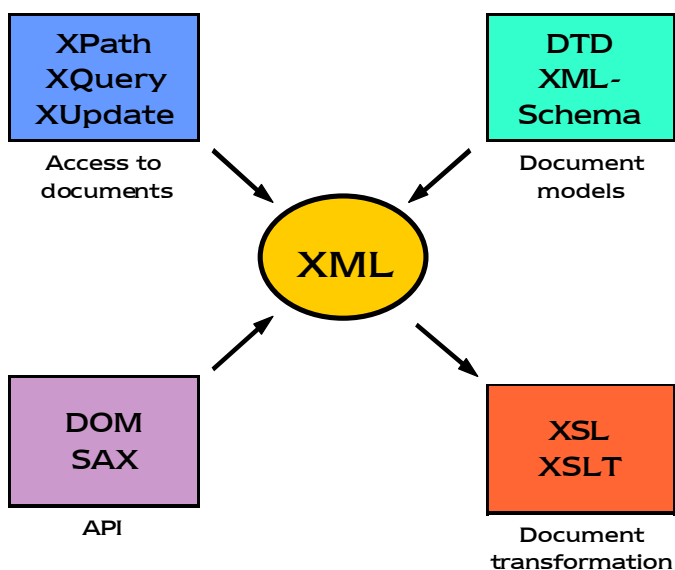 XPath
XQuery
XUpdate
Access to
documents
DTD
XML-
Schema
Document
models
XML
DOM
SAX
API
XSL
XSLT
Document
transformation